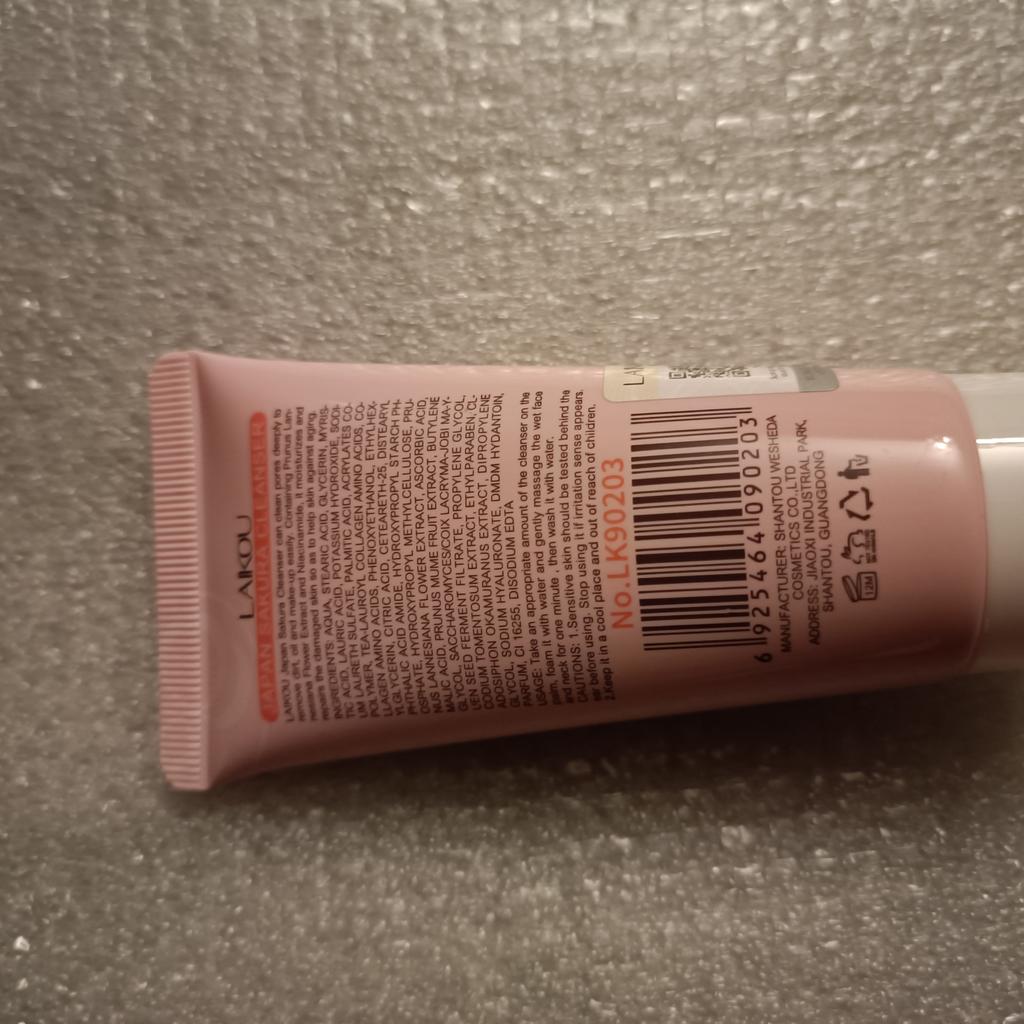 LAIKOU
JAPAN SAKURA CLEANSER
LAIKOU Japan Sakura Cleanser can clean pores deeply to
remove dirt, oil and make-up easily. Containing Prunus Lan-
nesiana Flower Extract and Niacinamide, it moisturizes and
repairs the damaged skin so as to help skin against aging.
INGREDIENTS: AQUA, STEARIC ACID, GLYCERIN, MYRIS-
TIC ACID, LAURIC ACID, POTASSIUM HYDROXIDE, SODI-
UM LAURETH SULFATE, PALMITIC ACID, ACRYLATES CO-
POLYMER, TEA-LAUROYL COLLAGEN AMINO ACIDS, CO-
LLAGEN AMINO ACIDS, PHENOXYETHANOL, ETHYLHEX-
YLGLYCERIN, CITRIC ACID, CETEARETH-25, DISTEARYL
PHTHALIC ACID AMIDE, HYDROXYPROPYL STARCH PH-
OSPHATE, HYDROXYPROPYL METHYLCELLULOSE, PRU-
NUS LANNESIANA FLOWER EXTRACT, ASCORBIC ACID,
MALIC ACID, PRUNUS MUME FRUIT EXTRACT, BUTYLENE
GLYCOL, SACCHAROMYCES/COIX LACRYMA-JOBI MA-Y-
UEN SEED FERMENT FILTRATE, PROPYLENE GLYCOL,
CODIUM TOMENTOSUM EXTRACT, ETHYLPARABEN, CL-
ADOSIPHON OKAMURANUS EXTRACT, DIPROPYLENE
GLYCOL, SODIUM HYALURONATE, DMDM HYDANTOIN,
PARFUM, CI 16255, DISODIUM EDTA
USAGE: Take an appropriate amount of the cleanser on the
palm, foam it with water and gently massage the wet face
and neck for one minute , then wash it with water.
CAUTIONS: 1.Sensitive skin should be tested behind the
ear before using. Stop using it if irritation sense appears.
2.Keep it in a cool place and out of reach of children.
No.LK90203
6 925464 090203
MANUFACTURER: SHANTOU WESHEDA
COSMETICS CO.,LTD
ADDRESS: JIAOXI INDUSTRIAL PARK,
SHANTOU, GUANGDONG
12M